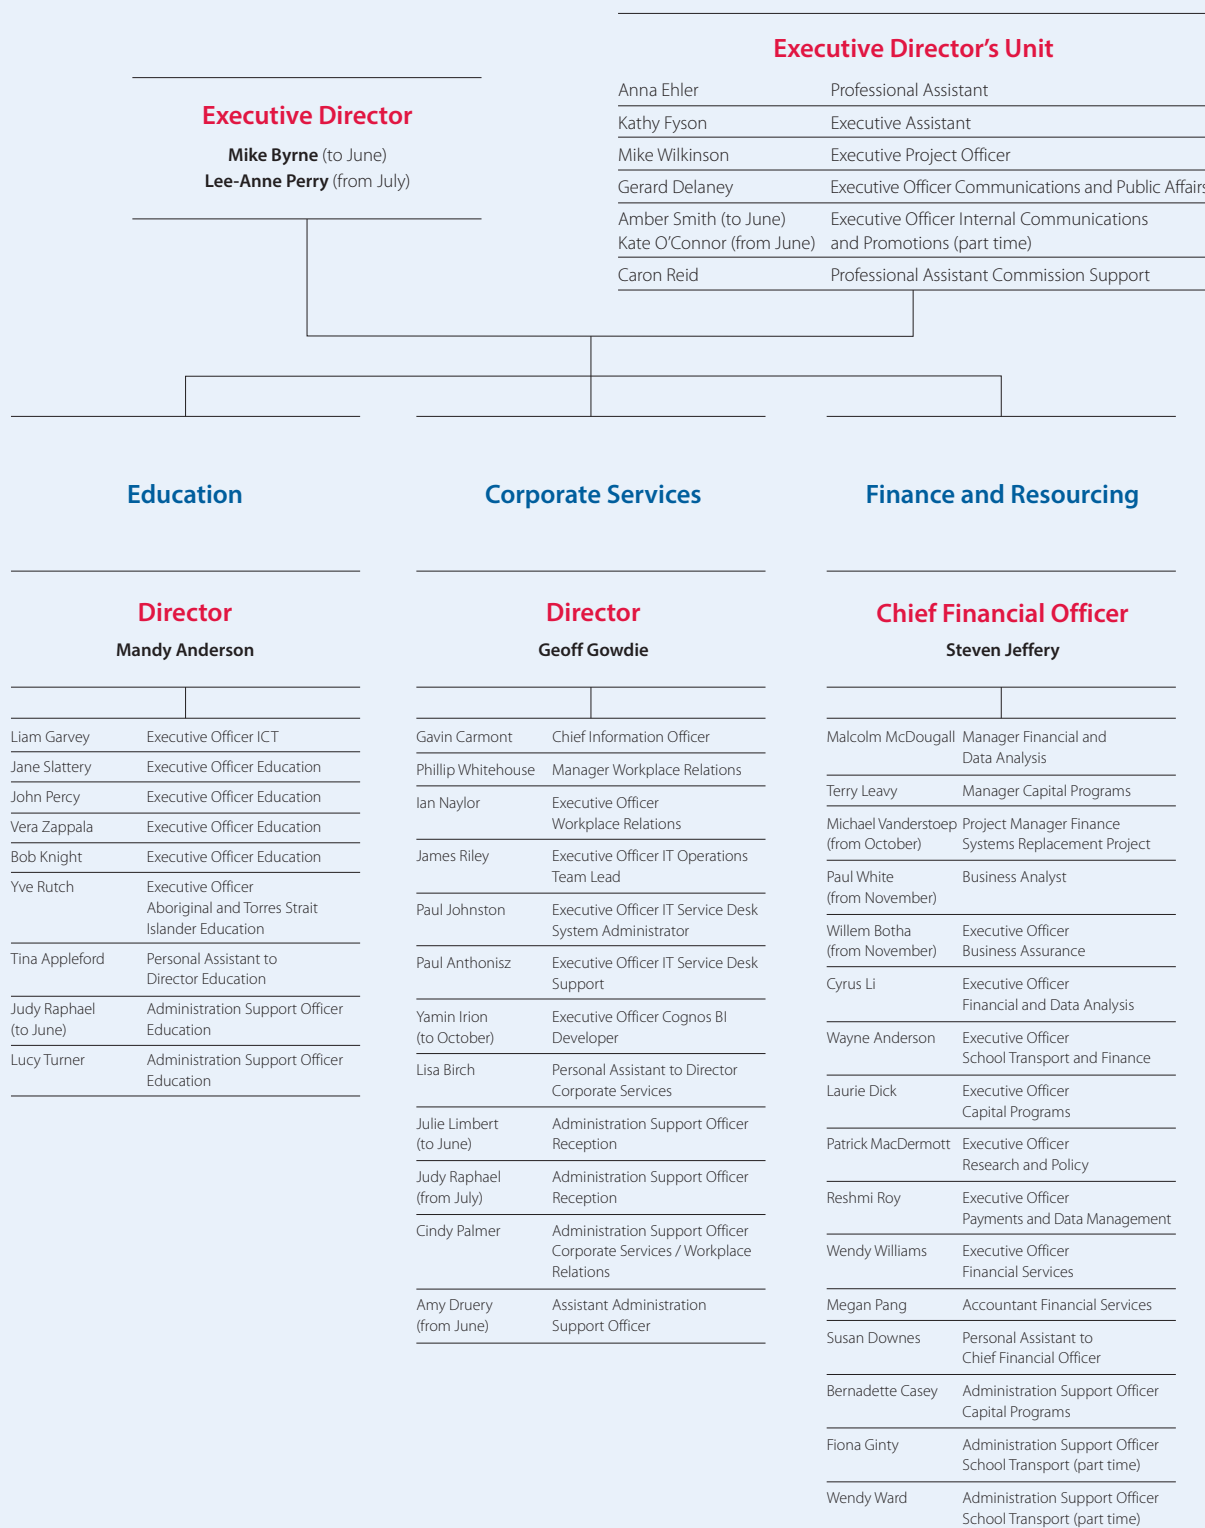 Executive Director's Unit
Anna Ehler Professional Assistant
Kathy Fyson Executive Assistant
Mike Wilkinson Executive Project Officer
Gerard Delaney Executive Officer Communications and Public Affairs
Amber Smith (to June) Executive Officer Internal Communications
Kate O'Connor (from June) and Promotions (part time)
Caron Reid Professional Assistant Commission Support
Executive Director
Mike Byrne (to June)
Lee-Anne Perry (from July)
Education
Director
Mandy Anderson
Liam Garvey Executive Officer ICT
Jane Slattery Executive Officer Education
John Percy Executive Officer Education
Vera Zappala Executive Officer Education
Bob Knight Executive Officer Education
Yve Rutch Executive Officer
Aboriginal and Torres Strait
Islander Education
Tina Appleford Personal Assistant to
Director Education
Judy Raphael Administration Support Officer
(to June) Education
Lucy Turner Administration Support Officer
Education
Corporate Services
Director
Geoff Gowdie
Gavin Carmont Chief Information Officer
Phillip Whitehouse Manager Workplace Relations
Ian Naylor Executive Officer
Workplace Relations
James Riley Executive Officer IT Operations
Team Lead
Paul Johnston Executive Officer IT Service Desk
System Administrator
Paul Anthonisz Executive Officer IT Service Desk
Support
Yamin Irion Executive Officer Cognos BI
(to October) Developer
Lisa Birch Personal Assistant to Director
Corporate Services
Julie Limbert Administration Support Officer
(to June) Reception
Judy Raphael Administration Support Officer
(from July) Reception
Cindy Palmer Administration Support Officer
Corporate Services / Workplace
Relations
Amy Druery Assistant Administration
(from June) Support Officer
Finance and Resourcing
Chief Financial Officer
Steven Jeffery
Malcolm McDougall Manager Financial and
Data Analysis
Terry Leavy Manager Capital Programs
Michael Vanderstoep Project Manager Finance
(from October) Systems Replacement Project
Paul White Business Analyst
(from November)
Willem Botha Executive Officer
(from November) Business Assurance
Cyrus Li Executive Officer
Financial and Data Analysis
Wayne Anderson Executive Officer
School Transport and Finance
Laurie Dick Executive Officer
Capital Programs
Patrick MacDermott Executive Officer
Research and Policy
Reshmi Roy Executive Officer
Payments and Data Management
Wendy Williams Executive Officer
Financial Services
Megan Pang Accountant Financial Services
Susan Downes Personal Assistant to
Chief Financial Officer
Bernadette Casey Administration Support Officer
Capital Programs
Fiona Ginty Administration Support Officer
School Transport (part time)
Wendy Ward Administration Support Officer
School Transport (part time)